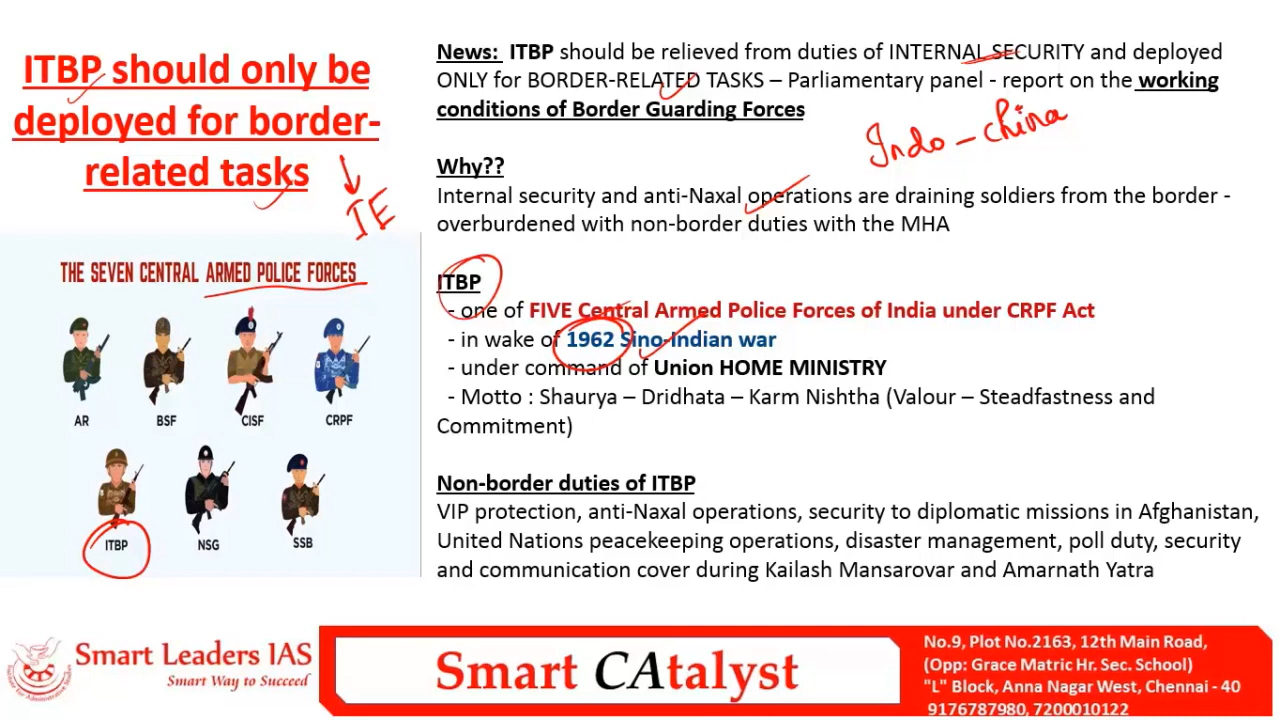 ITBP should only be
deployed for border-
related tasks
IE
THE SEVEN CENTRAL ARMED POLICE FORCES
AR BSF CISF CRPF
ITBP NSG SSB
News: ITBP should be relieved from duties of INTERNAL SECURITY and deployed
ONLY for BORDER-RELATED TASKS – Parliamentary panel - report on the working
conditions of Border Guarding Forces
Indo - china
Why??
Internal security and anti-Naxal operations are draining soldiers from the border -
overburdened with non-border duties with the MHA
ITBP
- one of FIVE Central Armed Police Forces of India under CRPF Act
- in wake of 1962 Sino-Indian war
- under command of Union HOME MINISTRY
- Motto : Shaurya – Dridhata – Karm Nishtha (Valour – Steadfastness and
Commitment)
Non-border duties of ITBP
VIP protection, anti-Naxal operations, security to diplomatic missions in Afghanistan,
United Nations peacekeeping operations, disaster management, poll duty, security
and communication cover during Kailash Mansarovar and Amarnath Yatra
Smart Leaders IAS
Smart Way to Succeed
Smart CAtalyst
No.9, Plot No.2163, 12th Main Road,
(Opp: Grace Matric Hr. Sec. School)
"L" Block, Anna Nagar West, Chennai - 40
9176787980, 7200010122